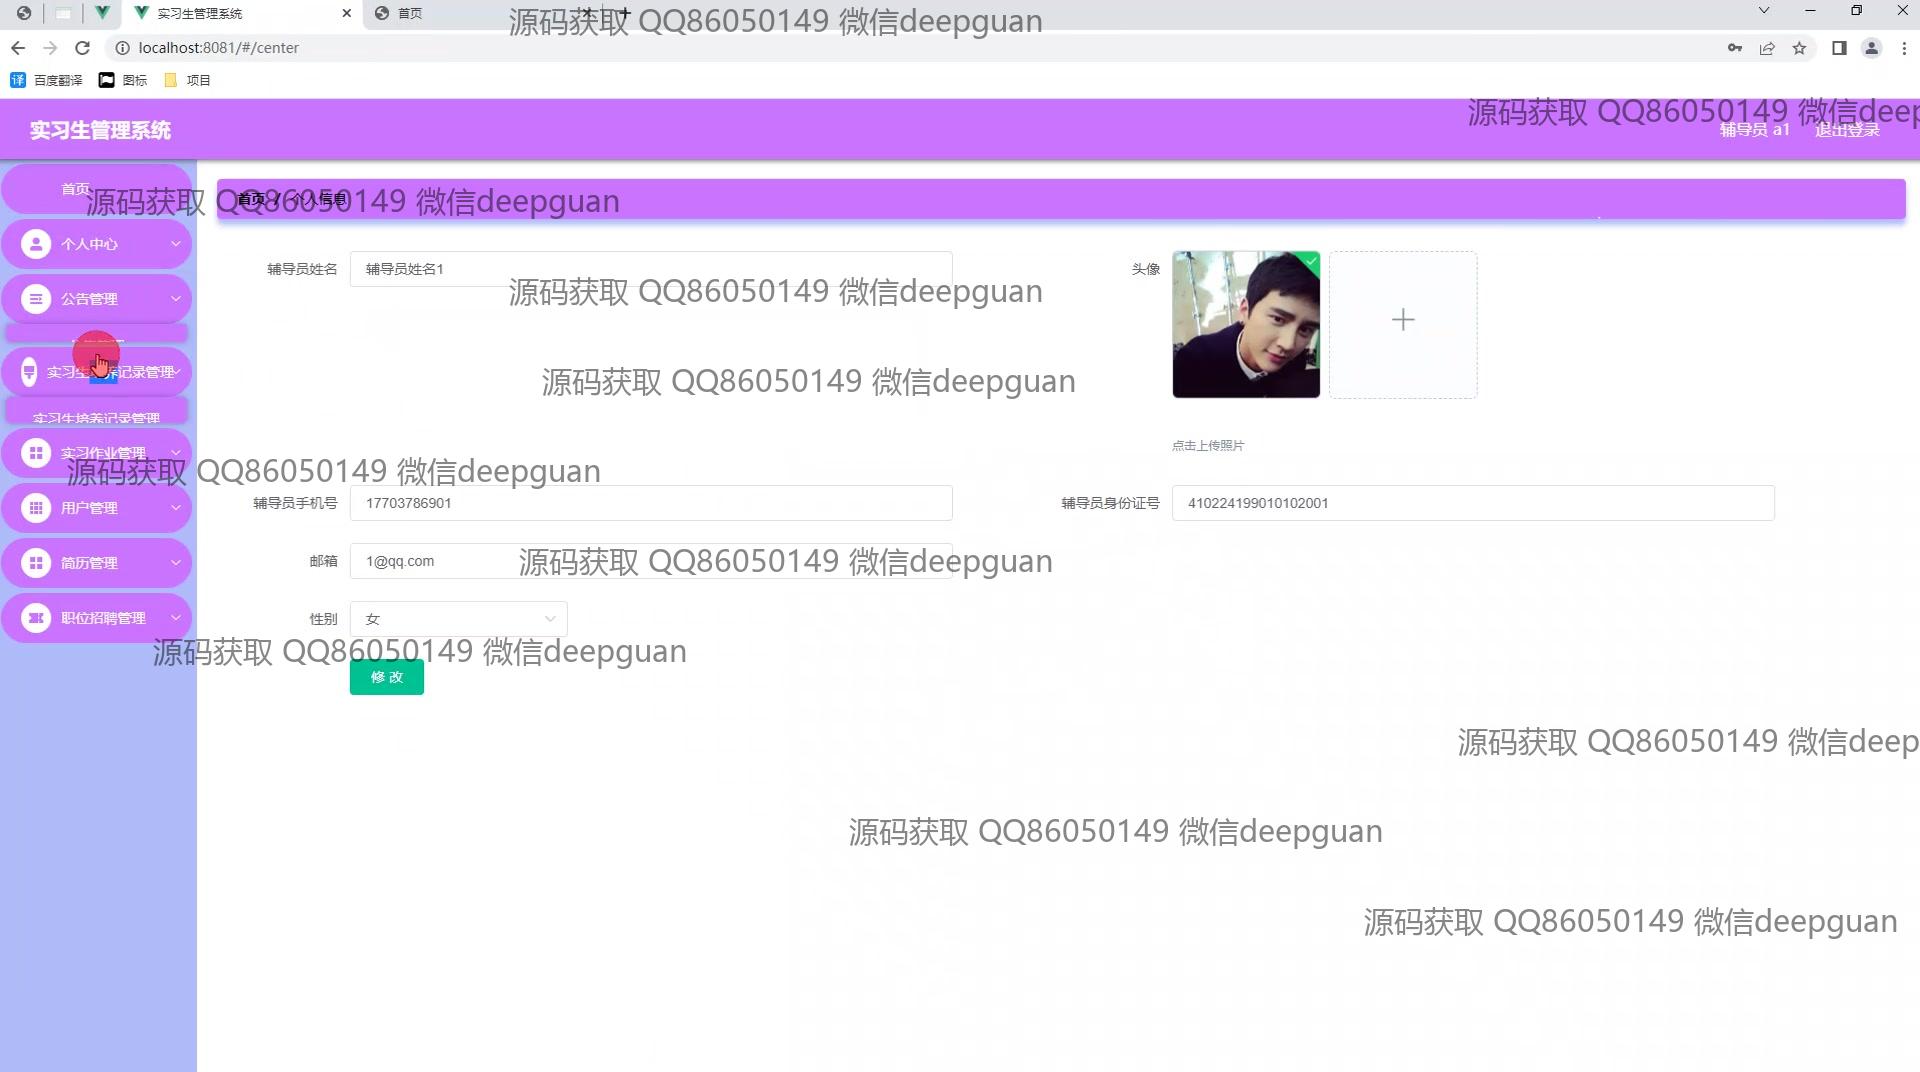 实习生管理系统
首页
源码获取 QQ86050149 微信deepguan
localhost:8081/#/center
百度翻译
图标
项目
源码获取 QQ86050149 微信deep
实习生管理系统
辅导员 a1
退出登录
首页
首页 / 个人信息
源码获取 QQ86050149 微信deepguan
个人中心
公告管理
辅导员姓名
辅导员姓名1
头像
源码获取 QQ86050149 微信deepguan
实习生培养记录管理
源码获取 QQ86050149 微信deepguan
实习生培养记录管理
点击上传照片
实习作业管理
源码获取 QQ86050149 微信deepguan
用户管理
辅导员手机号
17703786901
辅导员身份证号
410224199010102001
简历管理
邮箱
1@qq.com
源码获取 QQ86050149 微信deepguan
职位招聘管理
性别
女
源码获取 QQ86050149 微信deepguan
修 改
源码获取 QQ86050149 微信deep
源码获取 QQ86050149 微信deepguan
源码获取 QQ86050149 微信deepguan